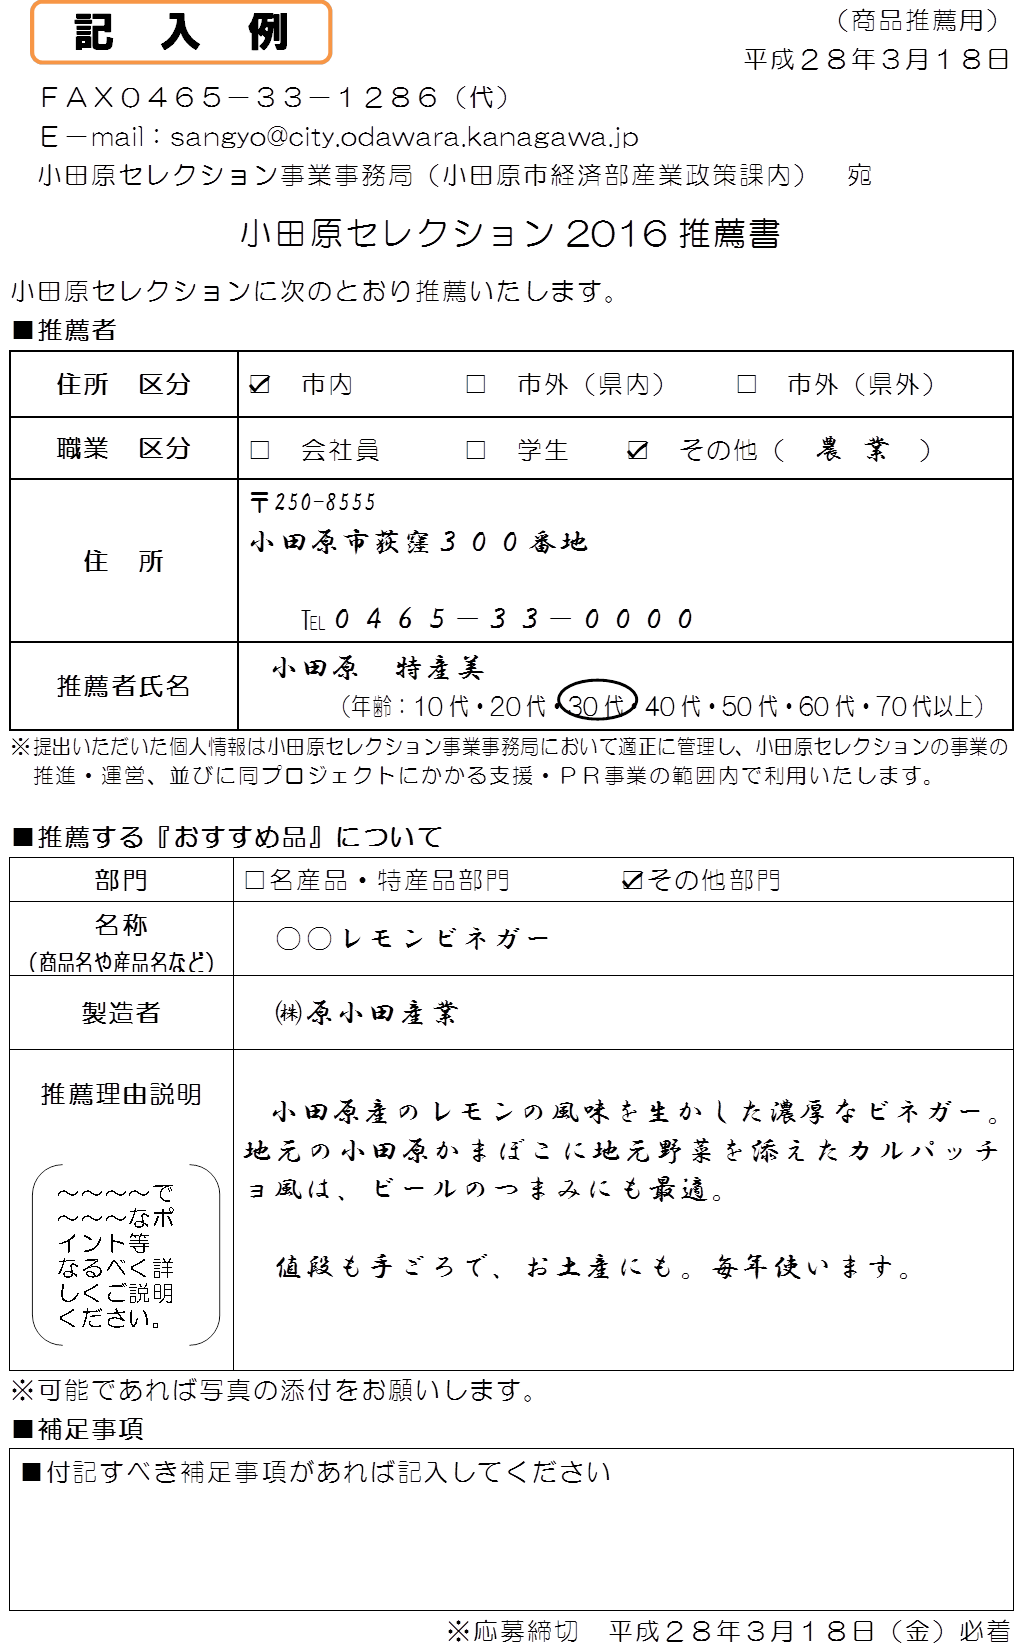 記　入　例
（商品推薦用）
平成２８年３月１８日
ＦＡＸ０４６５－３３－１２８６（代）
Ｅ－mail：sangyo@city.odawara.kanagawa.jp
小田原セレクション事業事務局（小田原市経済部産業政策課内）　宛
小田原セレクション 2016 推薦書
小田原セレクションに次のとおり推薦いたします。
■推薦者
住所　区分　☑　市内　□　市外（県内）　□　市外（県外）
職業　区分　□　会社員　□　学生　☑　その他（　農　業　）
住　所
〒250-8555
小田原市荻窪３００番地
TEL０４６５－３３－００００
推薦者氏名
小田原　特産美
（年齢：10 代・20 代・30 代・40 代・50 代・60 代・70 代以上）
※提出いただいた個人情報は小田原セレクション事業事務局において適正に管理し、小田原セレクションの事業の
推進・運営、並びに同プロジェクトにかかる支援・ＰＲ事業の範囲内で利用いたします。
■推薦する『おすすめ品』について
部門　□名産品・特産品部門　☑その他部門
名称
（商品名や産品名など）
○○レモンビネガー
製造者　㈱原小田産業
推薦理由説明
～～～～で
～～～なポ
イント等
なるべく詳
しくご説明
ください。
小田原産のレモンの風味を生かした濃厚なビネガー。
地元の小田原かまぼこに地元野菜を添えたカルパッチ
ョ風は、ビールのつまみにも最適。
値段も手ごろで、お土産にも。毎年使います。
※可能であれば写真の添付をお願いします。
■補足事項
■付記すべき補足事項があれば記入してください
※応募締切　平成２８年３月１８日（金）必着